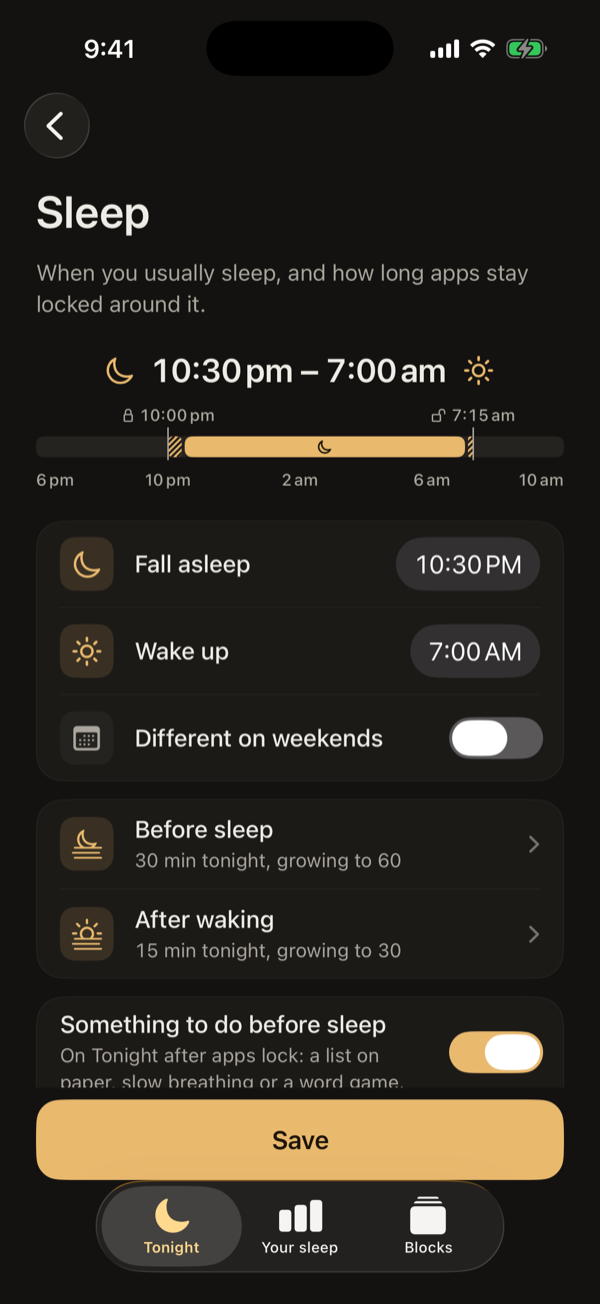 9:41
Sleep
When you usually sleep, and how long apps stay
locked around it.
10:30 pm – 7:00 am
10:00 pm
7:15 am
6 pm
10 pm
2 am
6 am
10 am
Fall asleep
10:30 PM
Wake up
7:00 AM
Different on weekends
Before sleep
30 min tonight, growing to 60
After waking
15 min tonight, growing to 30
Something to do before sleep
On Tonight after apps lock: a list on
paper, slow breathing or a word game.
Save
Tonight
Your sleep
Blocks